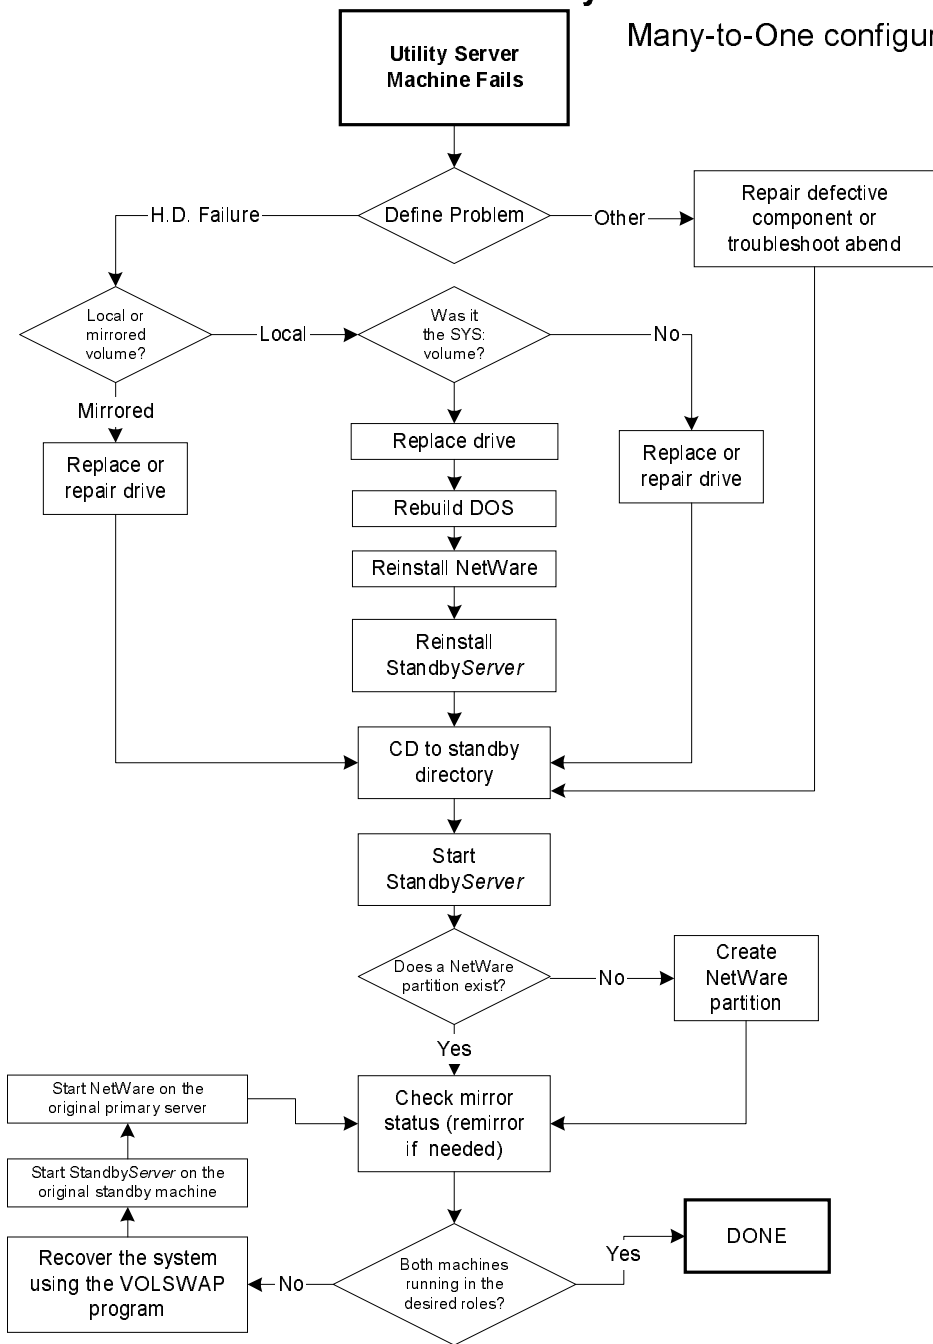 Many-to-One
Utility Server
Machine Fails
Define Problem
H.D. Failure
Other
Repair defective
component or
troubleshoot abend
Local or
mirrored
volume?
Local
Was it
the SYS:
volume?
No
Mirrored
Replace or
repair drive
Replace drive
Replace or
repair drive
Rebuild DOS
Reinstall NetWare
Reinstall
StandbyServer
CD to standby
directory
Start
StandbyServer
Does a NetWare
partition exist?
No
Create
NetWare
partition
Yes
Start NetWare on the
original primary server
Check mirror
status (remirror
if needed)
Start StandbyServer on the
original standby machine
Recover the system
using the VOLSWAP
program
No
Both machines
running in the
desired roles?
Yes
DONE